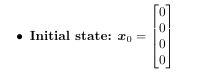 • Initial state: x₀ = [0 0 0 0]